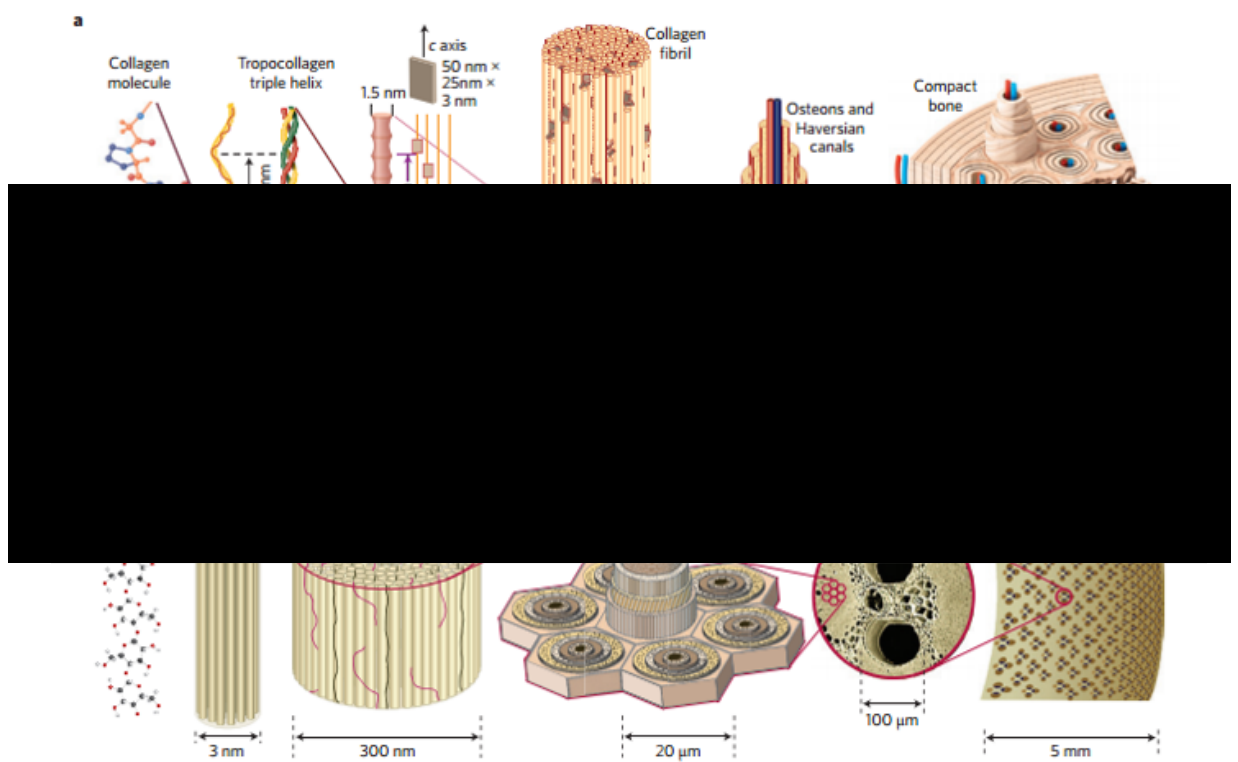 a
Collagen
molecule
Tropocollagen
triple helix
c axis
50 nm ×
25nm ×
3 nm
1.5 nm
Collagen
fibril
Osteons and
Haversian
canals
Compact
bone
nm
3 nm
300 nm
20 μm
100 μm
5 mm